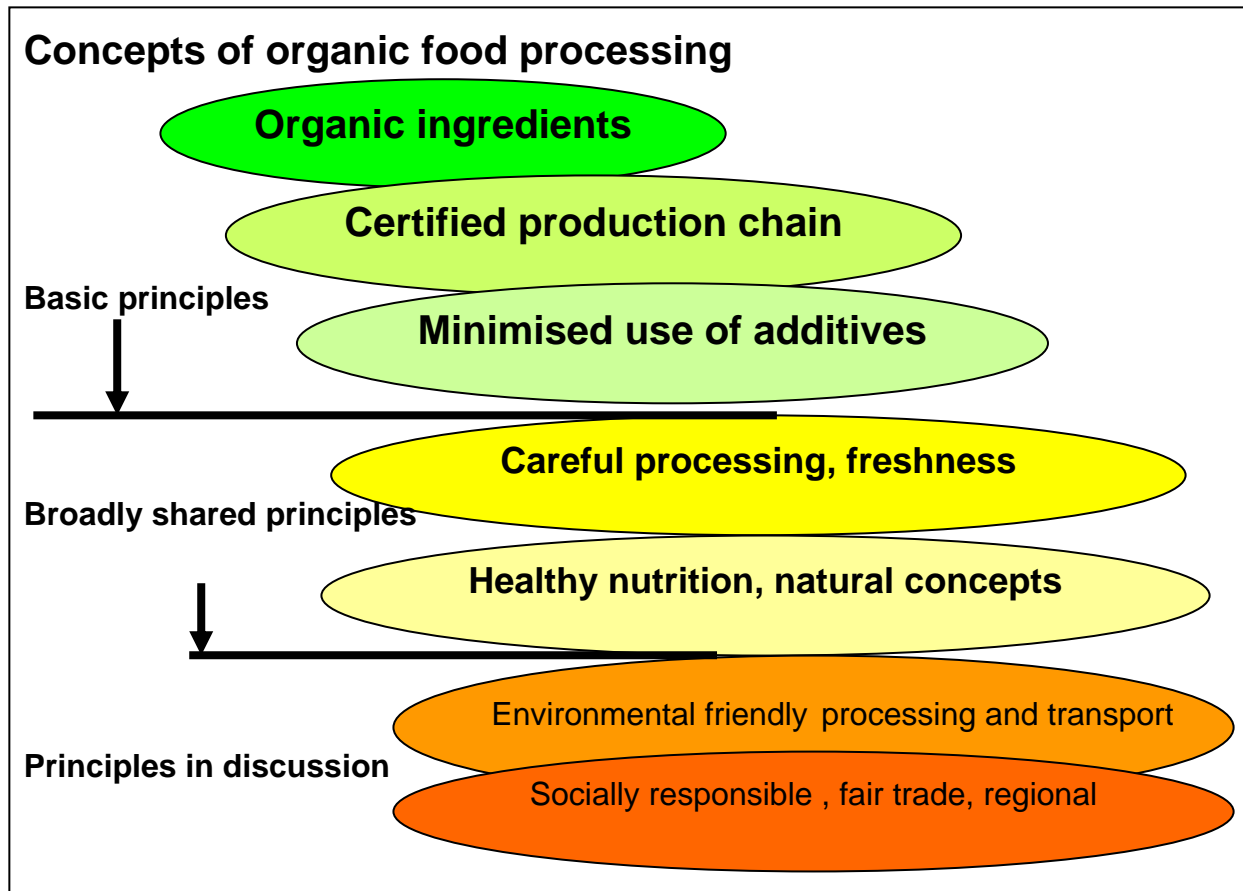 Concepts of organic food processing
Organic ingredients
Certified production chain
Basic principles
Minimised use of additives
Careful processing, freshness
Broadly shared principles
Healthy nutrition, natural concepts
Environmental friendly processing and transport
Principles in discussion
Socially responsible , fair trade, regional